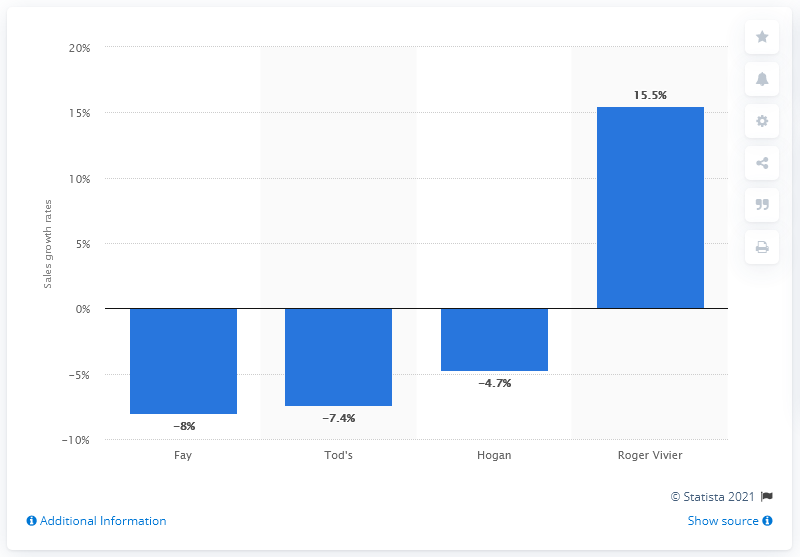 20%
15%
10%
5%
0%
−5%
−10%
Sales growth rates
15.5%
−4.7%
−7.4%
−8%
Fay
Tod's
Hogan
Roger Vivier
© Statista 2021
Additional Information
Show source